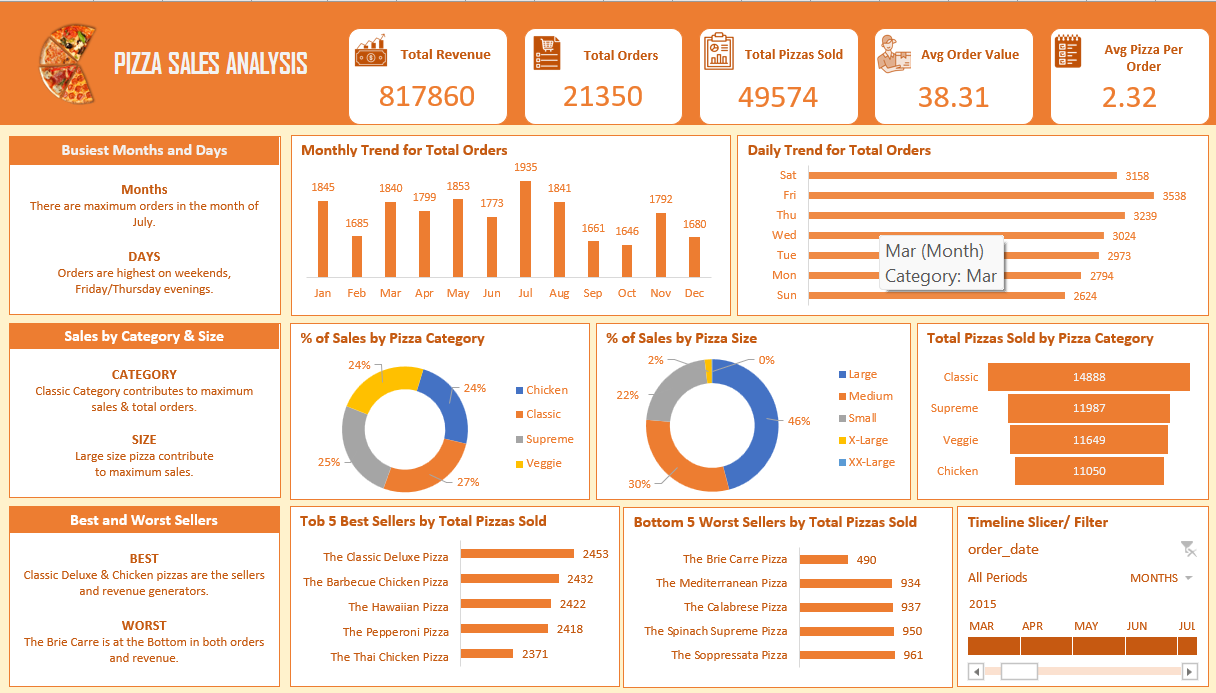 PIZZA SALES ANALYSIS
Total Revenue
817860
Total Orders
21350
Total Pizzas Sold
49574
Avg Order Value
38.31
Avg Pizza Per
Order
2.32
Busiest Months and Days
Months
There are maximum orders in the month of
July.
DAYS
Orders are highest on weekends,
Friday/Thursday evenings.
Monthly Trend for Total Orders
1845
1685
1840
1799
1853
1773
1935
1841
1661
1646
1792
1680
Jan Feb Mar Apr May Jun Jul Aug Sep Oct Nov Dec
Daily Trend for Total Orders
Sat 3158
Fri 3538
Thu 3239
Wed 3024
Tue 2973
Mon 2794
Sun 2624
Mar (Month)
Category: Mar
Sales by Category & Size
CATEGORY
Classic Category contributes to maximum
sales & total orders.
SIZE
Large size pizza contribute
to maximum sales.
% of Sales by Pizza Category
24%
24%
25%
27%
Chicken
Classic
Supreme
Veggie
% of Sales by Pizza Size
2%
0%
22%
46%
30%
Large
Medium
Small
X-Large
XX-Large
Total Pizzas Sold by Pizza Category
Classic 14888
Supreme 11987
Veggie 11649
Chicken 11050
Best and Worst Sellers
BEST
Classic Deluxe & Chicken pizzas are the sellers
and revenue generators.
WORST
The Brie Carre is at the Bottom in both orders
and revenue.
Tob 5 Best Sellers by Total Pizzas Sold
The Classic Deluxe Pizza 2453
The Barbecue Chicken Pizza 2432
The Hawaiian Pizza 2422
The Pepperoni Pizza 2418
The Thai Chicken Pizza 2371
Bottom 5 Worst Sellers by Total Pizzas Sold
The Brie Carre Pizza 490
The Mediterranean Pizza 934
The Calabrese Pizza 937
The Spinach Supreme Pizza 950
The Soppressata Pizza 961
Timeline Slicer/ Filter
order_date
All Periods MONTHS
2015
MAR APR MAY JUN JUL